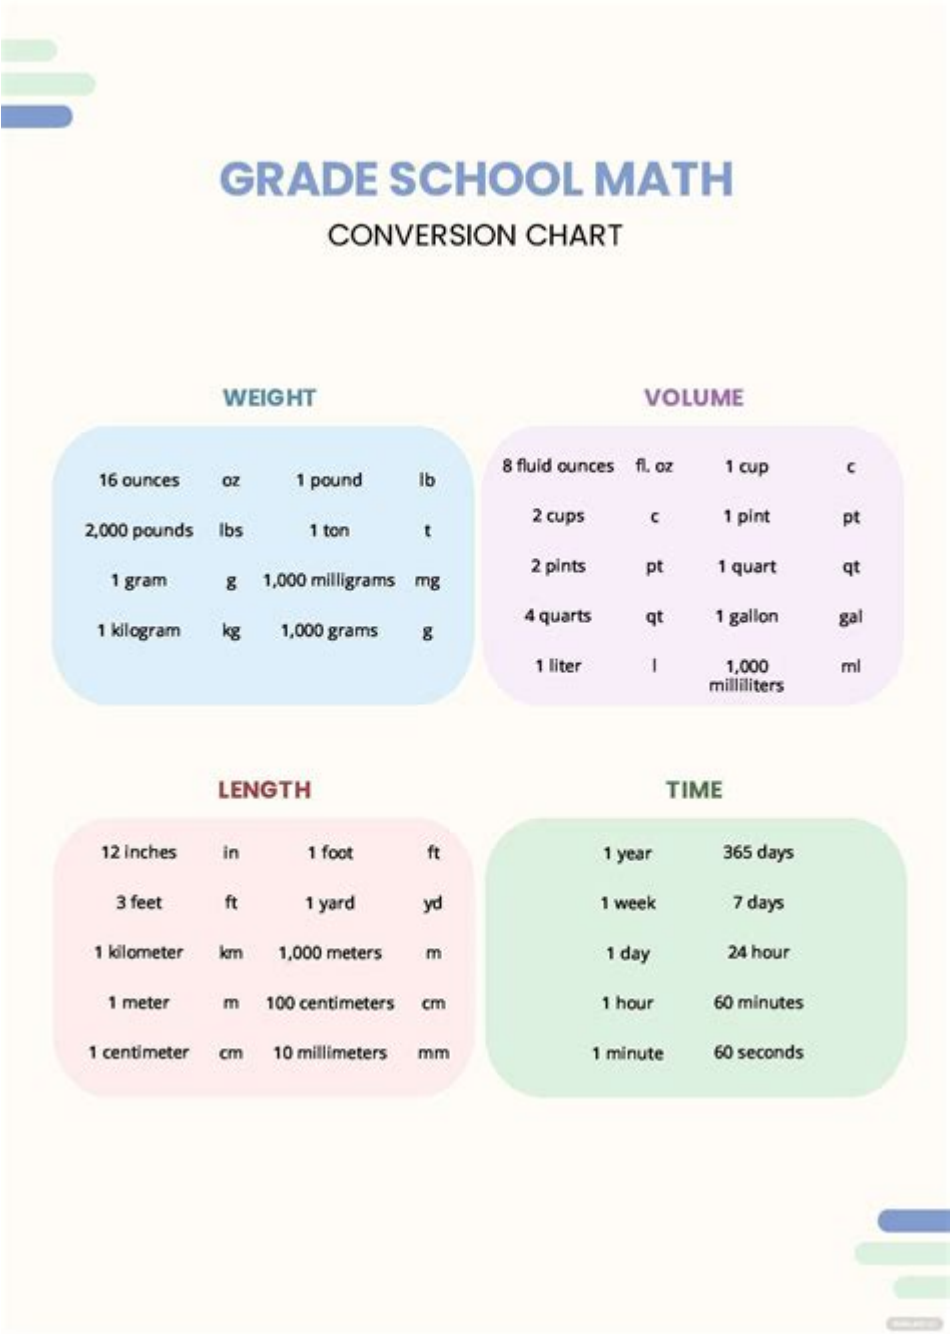 GRADE SCHOOL MATH
CONVERSION CHART
WEIGHT
16 ounces oz 1 pound lb
2,000 pounds lbs 1 ton t
1 gram g 1,000 milligrams mg
1 kilogram kg 1,000 grams g
VOLUME
8 fluid ounces fl. oz 1 cup c
2 cups c 1 pint pt
2 pints pt 1 quart qt
4 quarts qt 1 gallon gal
1 liter l 1,000 ml
milliliters
LENGTH
12 inches in 1 foot ft
3 feet ft 1 yard yd
1 kilometer km 1,000 meters m
1 meter m 100 centimeters cm
1 centimeter cm 10 millimeters mm
TIME
1 year 365 days
1 week 7 days
1 day 24 hour
1 hour 60 minutes
1 minute 60 seconds